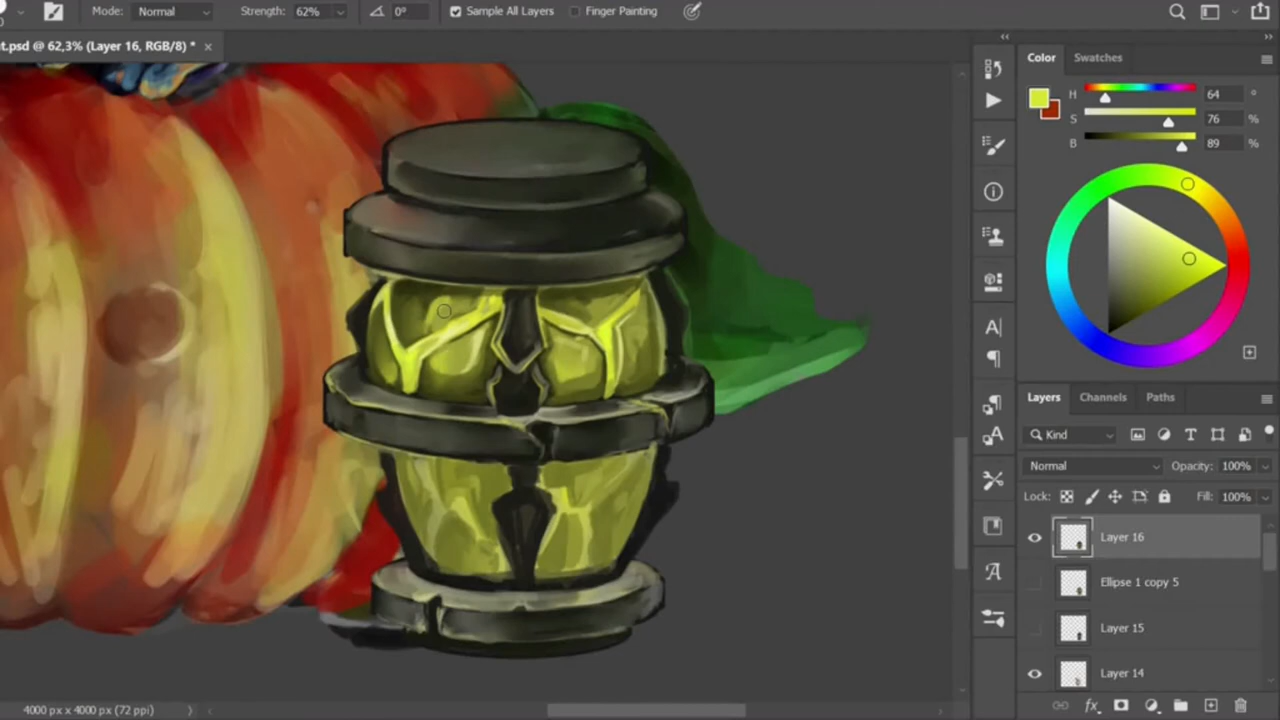 Mode: Normal Strength: 62% 0° Sample All Layers Finger Painting
t.psd @ 62,3% (Layer 16, RGB/8) * ×
Color Swatches
H 64 °
S 76 %
B 89 %
Layers Channels Paths
Kind
Normal Opacity: 100%
Lock: Fill: 100%
Layer 16
Ellipse 1 copy 5
Layer 15
Layer 14
fx
4000 px x 4000 px (72 ppi)